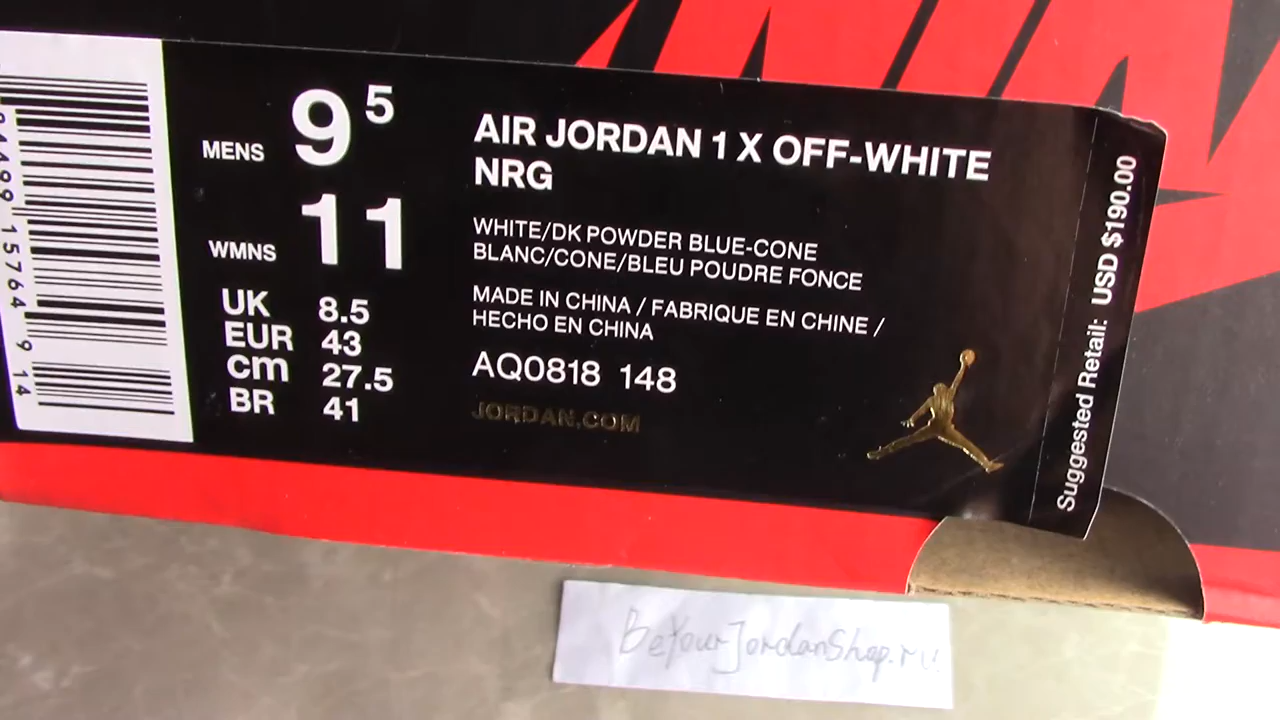 MENS 9 5
WMNS 11
UK 8.5
EUR 43
cm 27.5
BR 41
AIR JORDAN 1 X OFF-WHITE
NRG
WHITE/DK POWDER BLUE-CONE
BLANC/CONE/BLEU POUDRE FONCE
MADE IN CHINA / FABRIQUE EN CHINE /
HECHO EN CHINA
AQ0818 148
JORDAN.COM
Suggested Retail: USD $190.00
BeYourJordanShop.ru